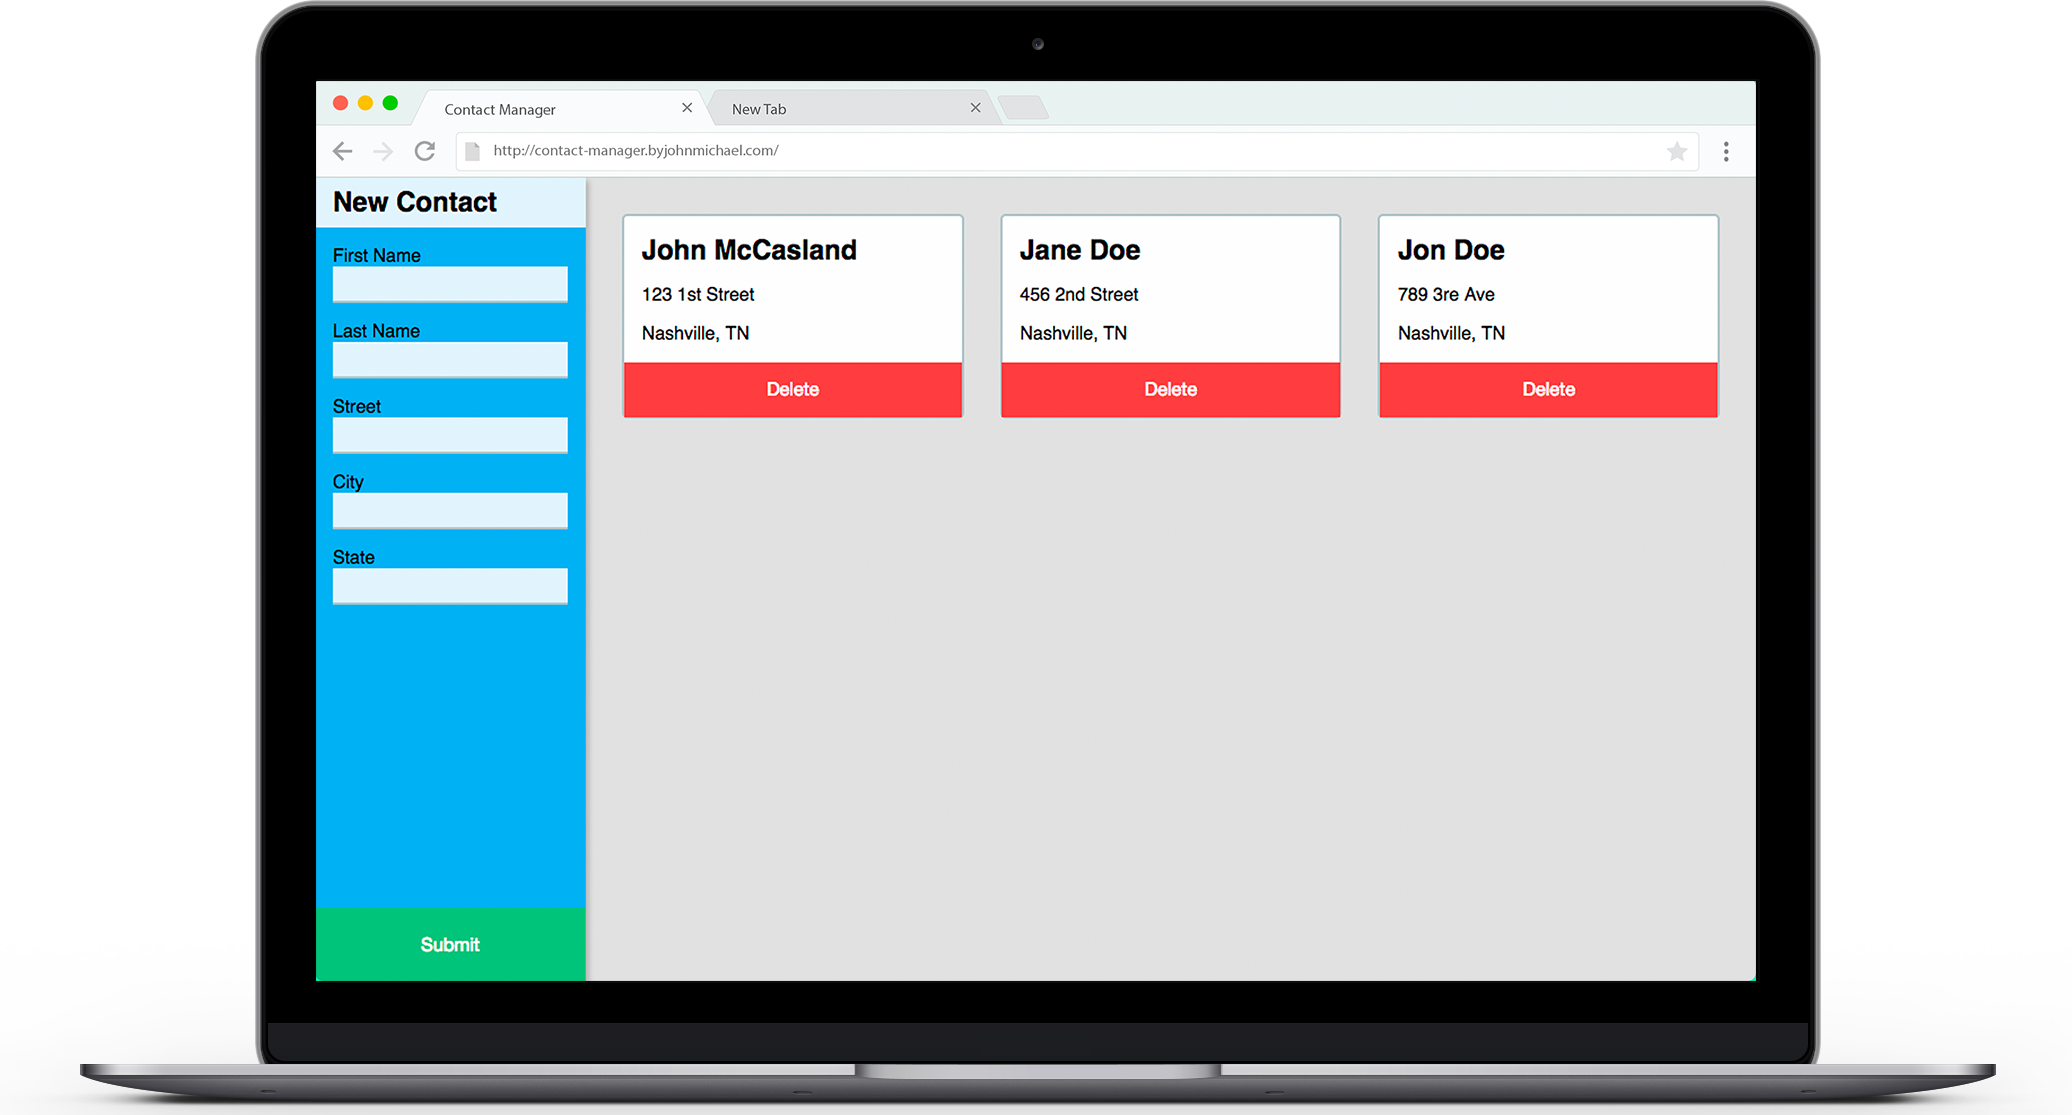 Contact Manager
New Tab
http://contact-manager.byjohnmichael.com/
New Contact
First Name
Last Name
Street
City
State
Submit
John McCasland
123 1st Street
Nashville, TN
Delete
Jane Doe
456 2nd Street
Nashville, TN
Delete
Jon Doe
789 3re Ave
Nashville, TN
Delete